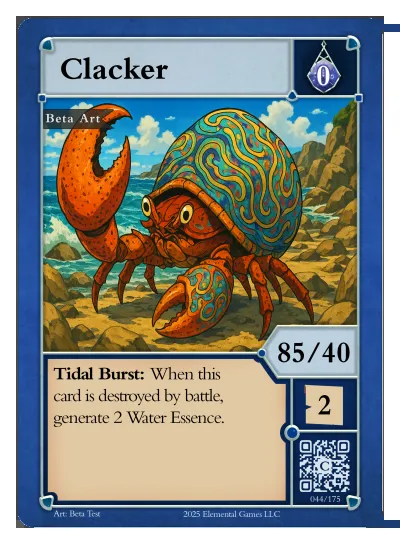 Clacker
0
Beta Art
85/40
Tidal Burst: When this
card is destroyed by battle,
generate 2 Water Essence.
2
C
044/175
Art: Beta Test
2025 Elemental Games LLC